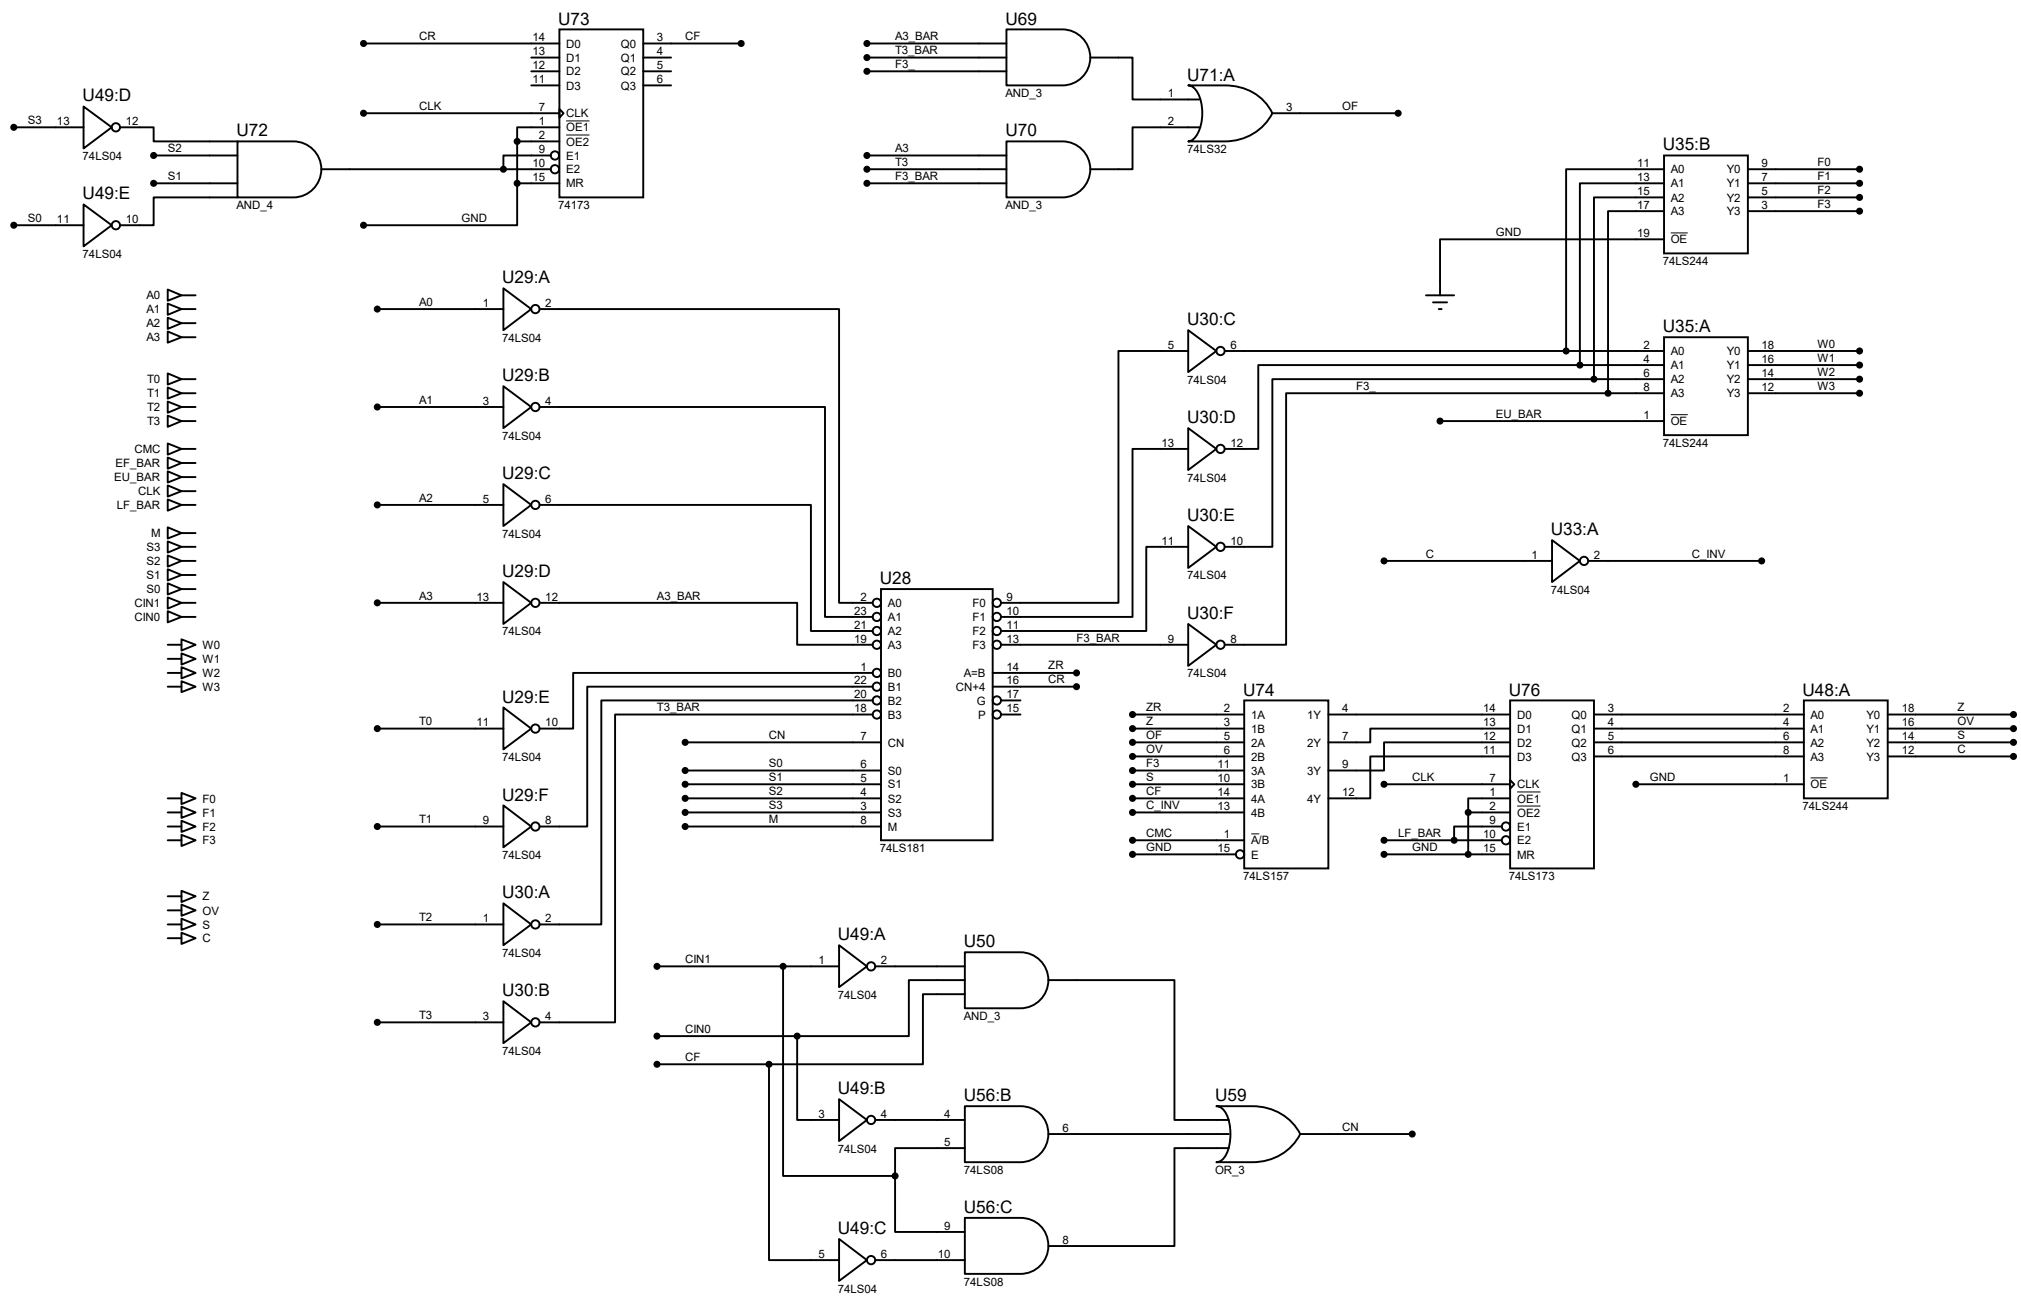 U73
CR 14 D0 Q0 3 CF
13 D1 Q1 4
12 D2 Q2 5
11 D3 Q3 6
CLK 7 CLK
1 OE1
2 OE2
9 E1
10 E2
15 MR
GND
74173
U49:D
S3 13 12
74LS04
S2
S1
U49:E
S0 11 10
74LS04
U72
AND_4
U69
A3_BAR
T3_BAR
F3_
AND_3
U70
A3
T3
F3_BAR
AND_3
U71:A
1
2
3 OF
74LS32
U35:B
11 A0 Y0 9 F0
13 A1 Y1 7 F1
15 A2 Y2 5 F2
17 A3 Y3 3 F3
GND 19 OE
74LS244
U35:A
2 A0 Y0 18 W0
4 A1 Y1 16 W1
6 A2 Y2 14 W2
F3_ 8 A3 Y3 12 W3
EU_BAR 1 OE
74LS244
A0
A1
A2
A3
T0
T1
T2
T3
CMC
EF_BAR
EU_BAR
CLK
LF_BAR
M
S3
S2
S1
S0
CIN1
CIN0
W0
W1
W2
W3
F0
F1
F2
F3
Z
OV
S
C
U29:A
A0 1 2
74LS04
U29:B
A1 3 4
74LS04
U29:C
A2 5 6
74LS04
U29:D
A3 13 12 A3_BAR
74LS04
U29:E
T0 11 10
74LS04
U29:F
T1 9 8
74LS04
U30:A
T2 1 2
74LS04
U30:B
T3 3 4
74LS04
T3_BAR
U28
2 A0 F0 9
23 A1 F1 10
21 A2 F2 11
19 A3 F3 13 F3_BAR
1 B0 A=B 14 ZR
22 B1 CN+4 16 CR
20 B2 G 17
18 B3 P 15
CN 7 CN
S0 6 S0
S1 5 S1
S2 4 S2
S3 3 S3
M 8 M
74LS181
U30:C
5 6
74LS04
U30:D
13 12
74LS04
U30:E
11 10
74LS04
U30:F
9 8
74LS04
U33:A
C 1 2 C_INV
74LS04
U74
ZR 2 1A 1Y 4
Z 3 1B
OF 5 2A 2Y 7
OV 6 2B
F3 11 3A 3Y 9
S 10 3B
CF 14 4A 4Y 12
C_INV 13 4B
CMC 1 A/B
GND 15 E
74LS157
U76
14 D0 Q0 3
13 D1 Q1 4
12 D2 Q2 5
11 D3 Q3 6
CLK 7 CLK
1 OE1
2 OE2
9 E1
LF_BAR 10 E2
GND 15 MR
74LS173
U48:A
2 A0 Y0 18 Z
4 A1 Y1 16 OV
6 A2 Y2 14 S
8 A3 Y3 12 C
GND 1 OE
74LS244
U49:A
CIN1 1 2
74LS04
CIN0
CF
U50
AND_3
U49:B
3 4
74LS04
U56:B
4
5
6
74LS08
U49:C
5 6
74LS04
U56:C
9
10
8
74LS08
U59
CN
OR_3